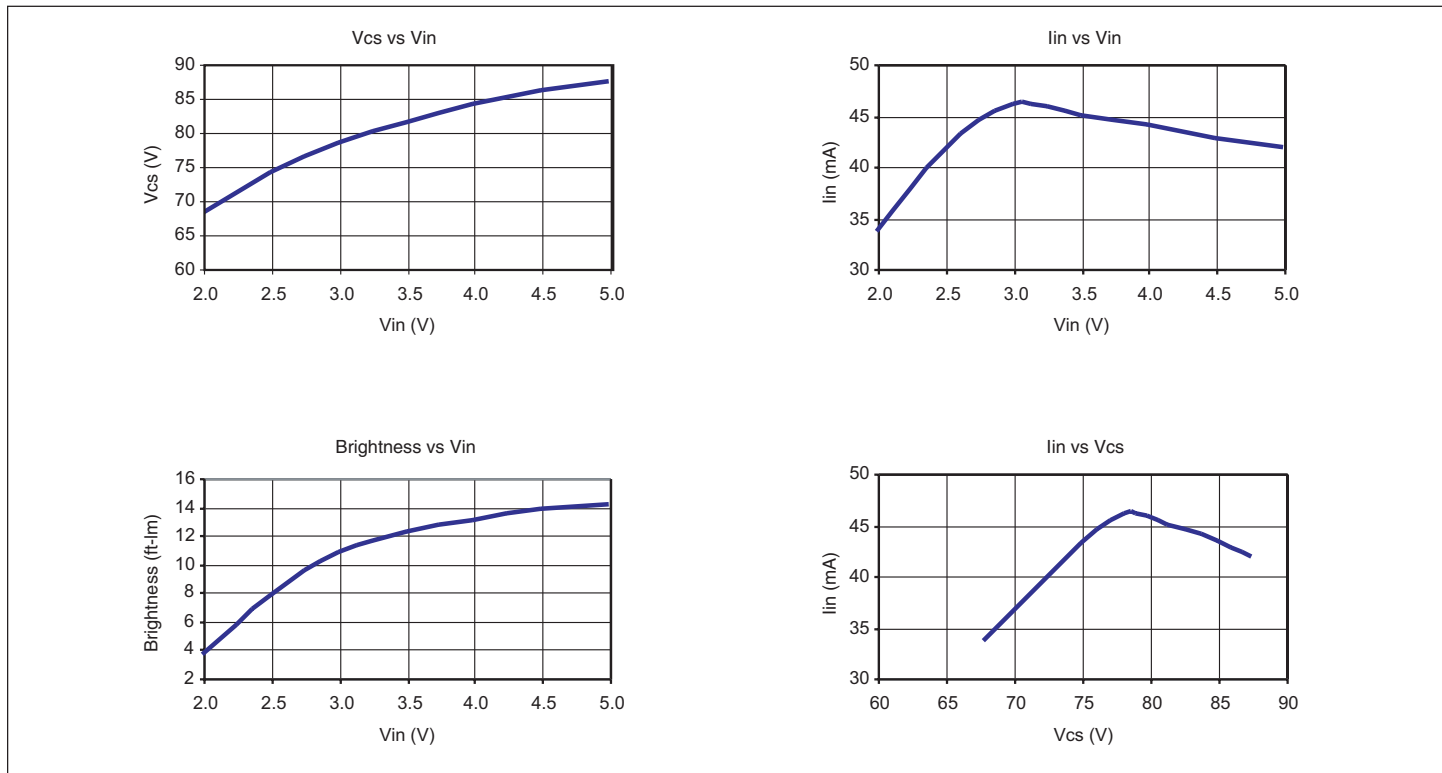 Vcs vs Vin
90
85
80
75
70
65
60
Vcs (V)
2.0 2.5 3.0 3.5 4.0 4.5 5.0
Vin (V)
Iin vs Vin
50
45
40
35
30
Iin (mA)
2.0 2.5 3.0 3.5 4.0 4.5 5.0
Vin (V)
Brightness vs Vin
16
14
12
10
8
6
4
2
Brightness (ft-lm)
2.0 2.5 3.0 3.5 4.0 4.5 5.0
Vin (V)
Iin vs Vcs
50
45
40
35
30
Iin (mA)
60 70 75 80 85 90
Vcs (V)